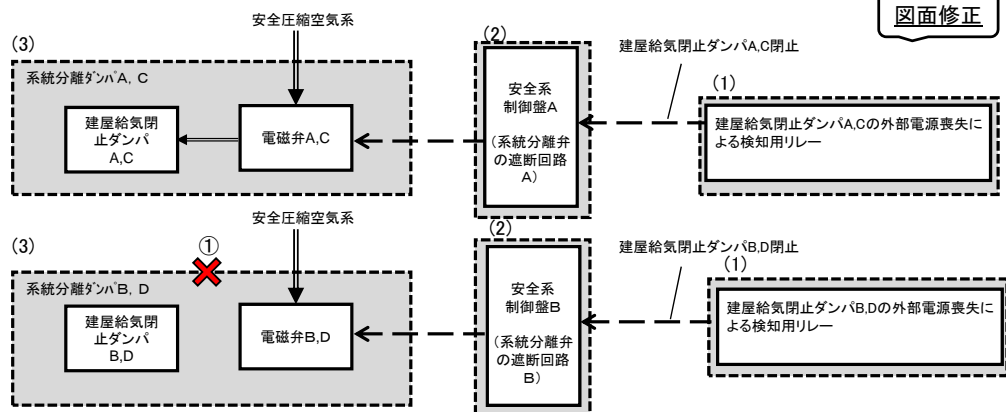 図面修正
安全圧縮空気系
(3)
系統分離ﾀﾞﾝﾊﾟA, C
建屋給気閉
止ダンパ
A,C
電磁弁A,C
(2)
安全系
制御盤A
(系統分離弁
の遮断回路
A)
建屋給気閉止ダンパA,C閉止
(1)
建屋給気閉止ダンパA,Cの外部電源喪失に
よる検知用リレー
安全圧縮空気系
(3)
①
系統分離ﾀﾞﾝﾊﾟB, D
建屋給気閉
止ダンパ
B,D
電磁弁B,D
(2)
安全系
制御盤B
(系統分離弁
の遮断回路
B)
建屋給気閉止ダンパB,D閉止
(1)
建屋給気閉止ダンパB,Dの外部電源喪失に
よる検知用リレー